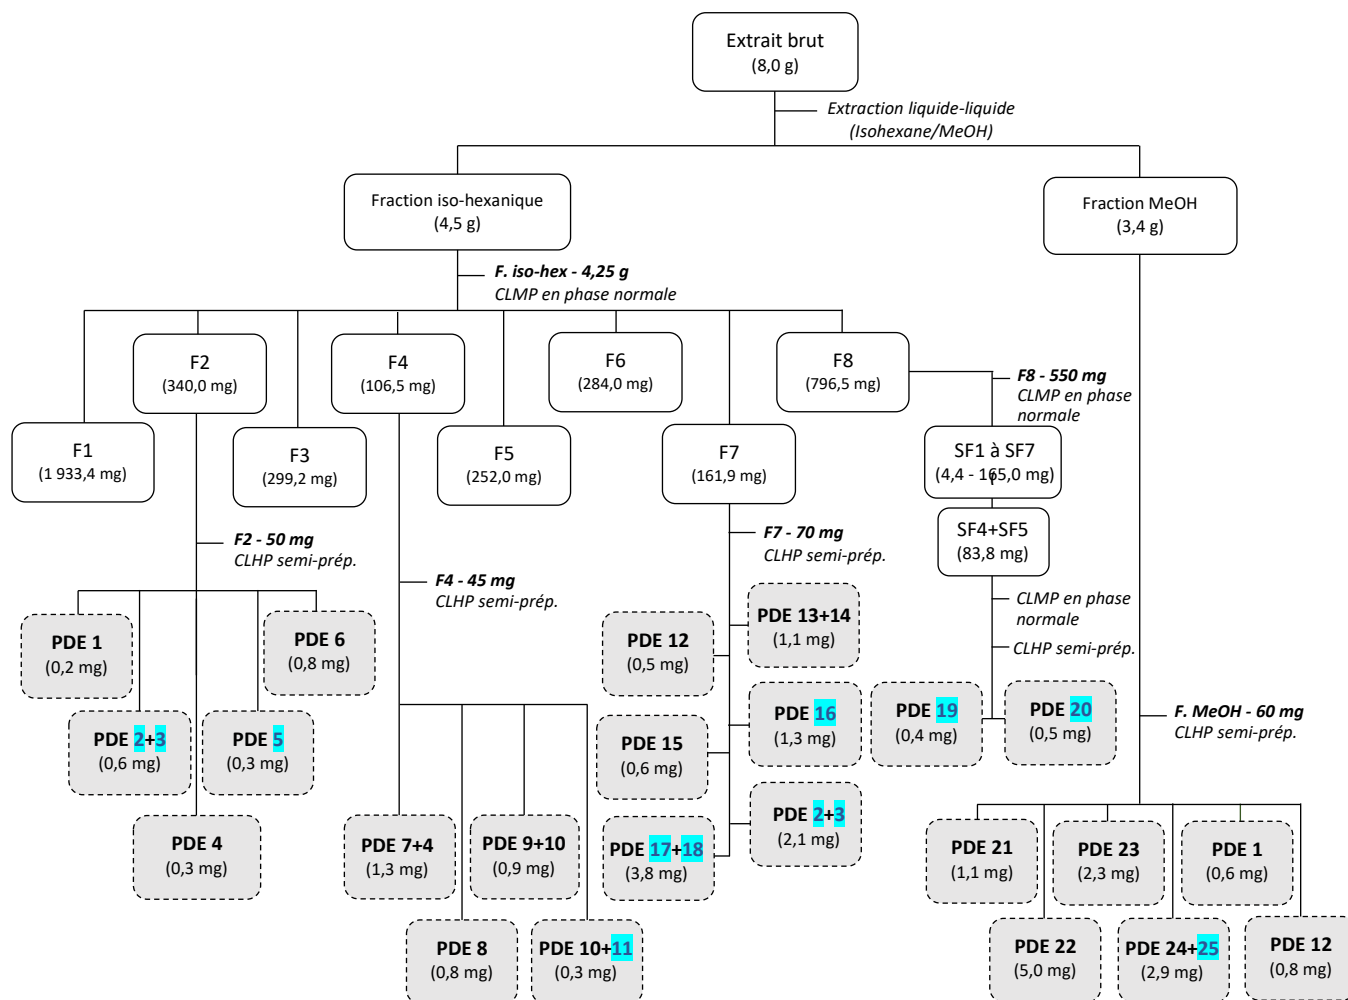 Extrait brut
(8,0 g)
Extraction liquide-liquide
(Isohexane/MeOH)
Fraction iso-hexanique
(4,5 g)
Fraction MeOH
(3,4 g)
F. iso-hex - 4,25 g
CLMP en phase normale
F1
(1 933,4 mg)
F2
(340,0 mg)
F3
(299,2 mg)
F4
(106,5 mg)
F5
(252,0 mg)
F6
(284,0 mg)
F7
(161,9 mg)
F8
(796,5 mg)
F8 - 550 mg
CLMP en phase
normale
SF1 à SF7
(4,4 - 165,0 mg)
SF4+SF5
(83,8 mg)
CLMP en phase
normale
CLHP semi-prép.
F2 - 50 mg
CLHP semi-prép.
F4 - 45 mg
CLHP semi-prép.
F7 - 70 mg
CLHP semi-prép.
F. MeOH - 60 mg
CLHP semi-prép.
PDE 1
(0,2 mg)
PDE 2+3
(0,6 mg)
PDE 4
(0,3 mg)
PDE 5
(0,3 mg)
PDE 6
(0,8 mg)
PDE 7+4
(1,3 mg)
PDE 8
(0,8 mg)
PDE 9+10
(0,9 mg)
PDE 10+11
(0,3 mg)
PDE 12
(0,5 mg)
PDE 13+14
(1,1 mg)
PDE 15
(0,6 mg)
PDE 16
(1,3 mg)
PDE 17+18
(3,8 mg)
PDE 2+3
(2,1 mg)
PDE 19
(0,4 mg)
PDE 20
(0,5 mg)
PDE 21
(1,1 mg)
PDE 22
(5,0 mg)
PDE 23
(2,3 mg)
PDE 24+25
(2,9 mg)
PDE 1
(0,6 mg)
PDE 12
(0,8 mg)